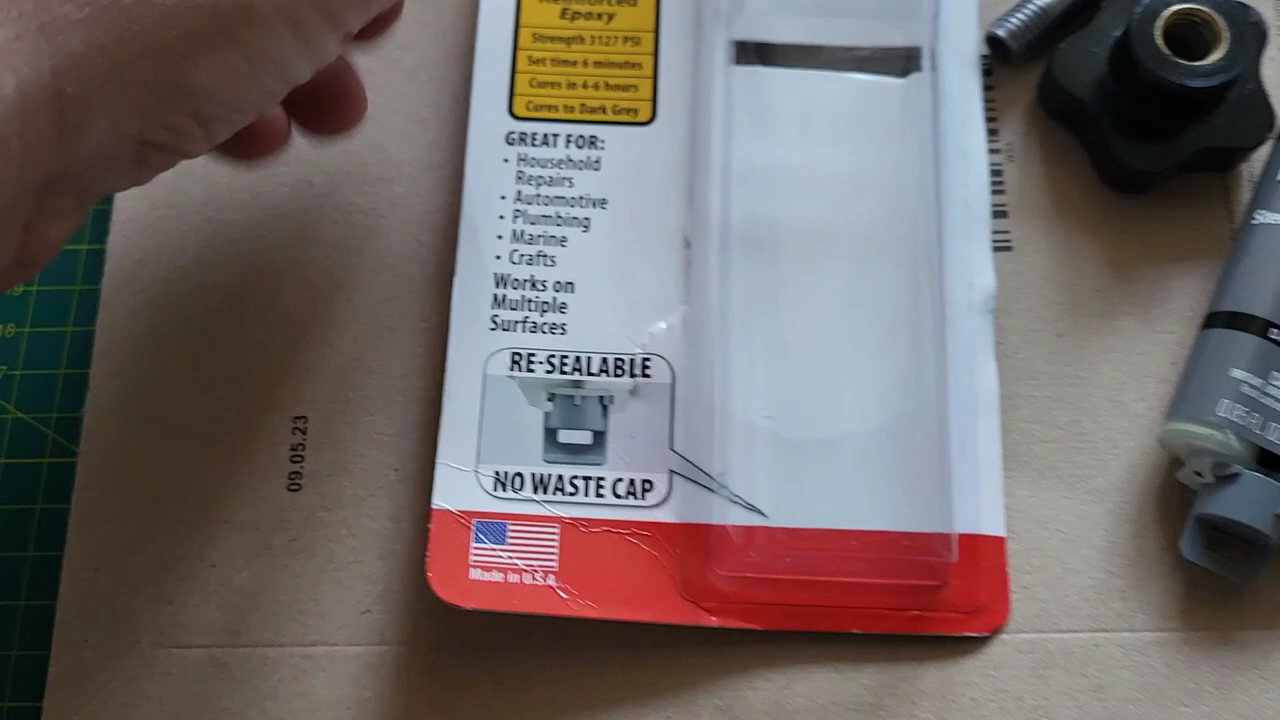 Reinforced
Epoxy
Strength 3127 PSI
Set time 6 minutes
Cures in 4-6 hours
Cures to Dark Grey
GREAT FOR:
• Household
Repairs
• Automotive
• Plumbing
• Marine
• Crafts
Works on
Multiple
Surfaces
RE-SEALABLE
NO WASTE CAP
Made in U.S.A.
09.05.23